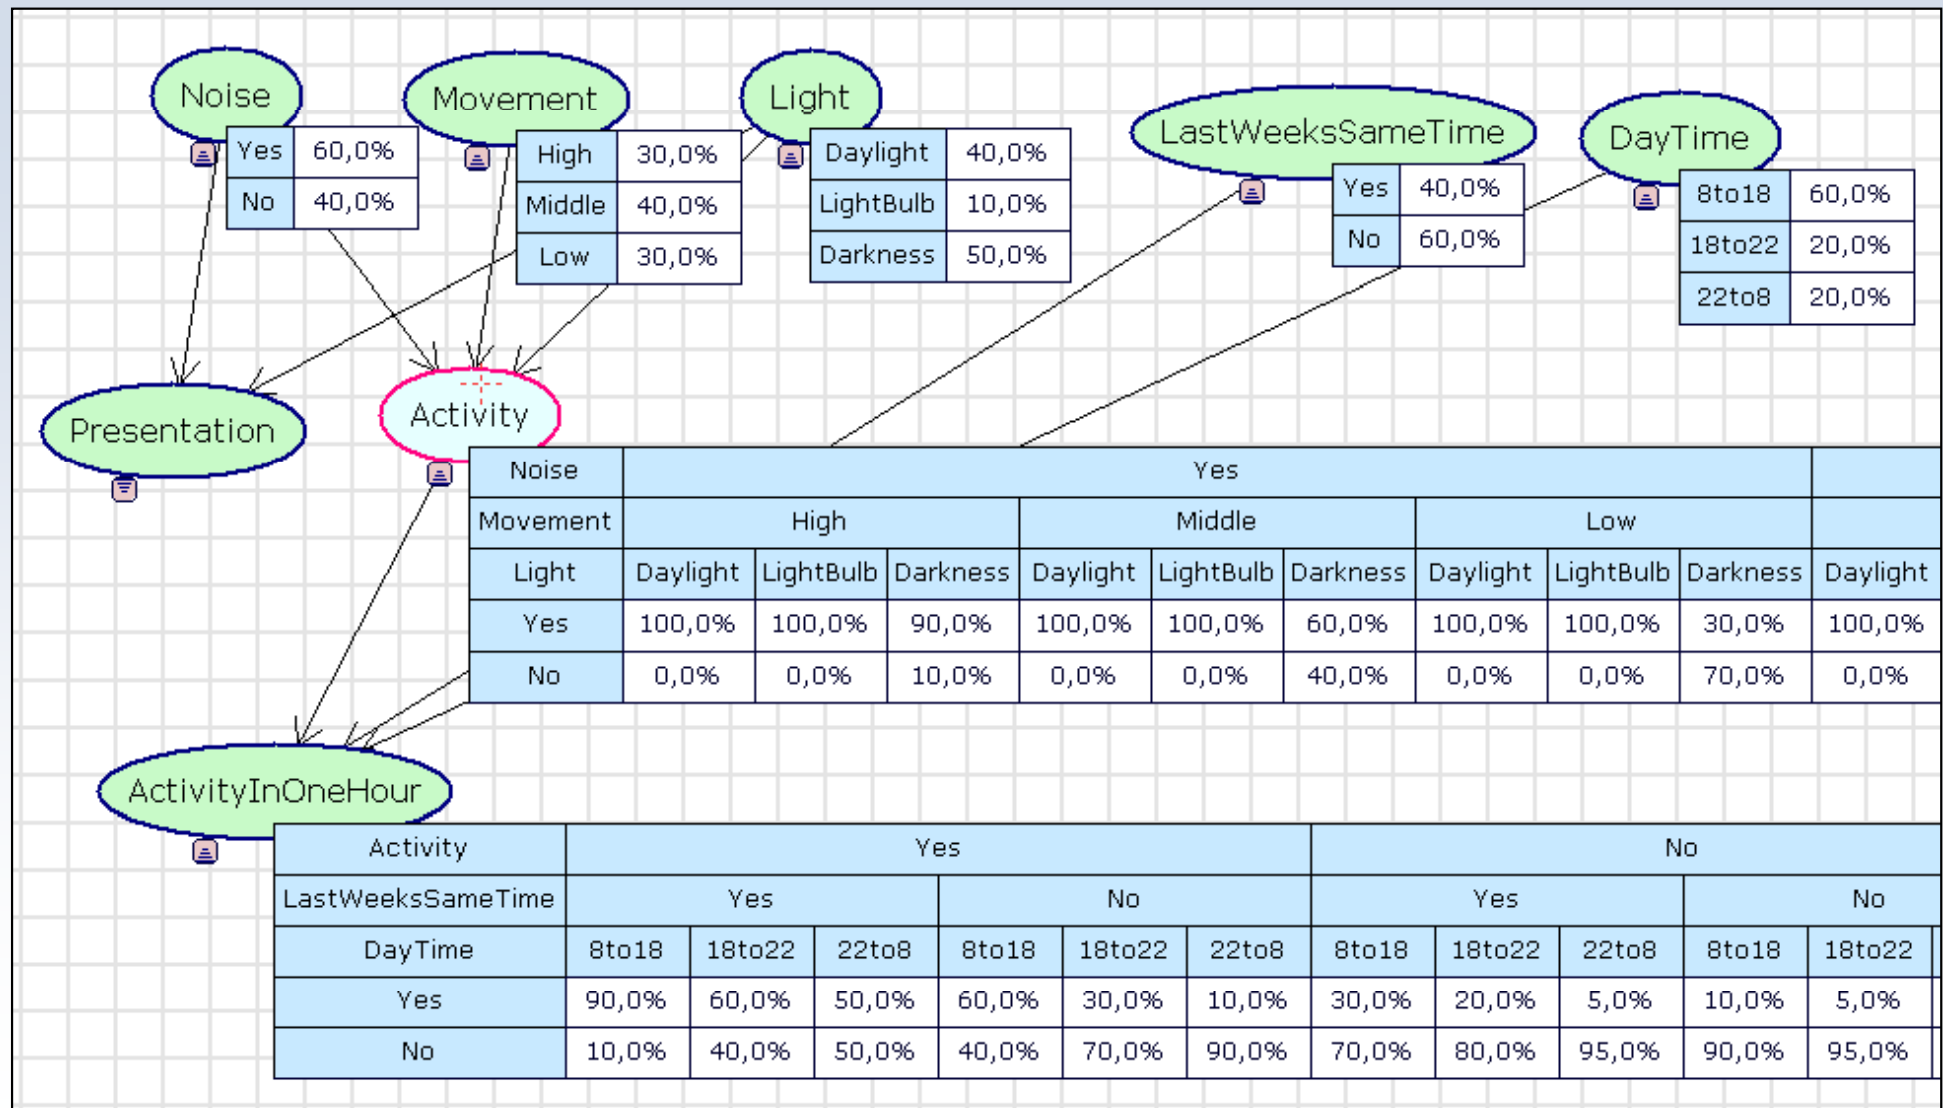 Noise
Movement
Light
LastWeeksSameTime
DayTime
Yes 60,0%
No 40,0%
High 30,0%
Middle 40,0%
Low 30,0%
Daylight 40,0%
LightBulb 10,0%
Darkness 50,0%
Yes 40,0%
No 60,0%
8to18 60,0%
18to22 20,0%
22to8 20,0%
Presentation
Activity
Noise Yes
Movement High Middle Low
Light Daylight LightBulb Darkness Daylight LightBulb Darkness Daylight LightBulb Darkness Daylight
Yes 100,0% 100,0% 90,0% 100,0% 100,0% 60,0% 100,0% 100,0% 30,0% 100,0%
No 0,0% 0,0% 10,0% 0,0% 0,0% 40,0% 0,0% 0,0% 70,0% 0,0%
ActivityInOneHour
Activity Yes No
LastWeeksSameTime Yes No Yes No
DayTime 8to18 18to22 22to8 8to18 18to22 22to8 8to18 18to22 22to8 8to18 18to22
Yes 90,0% 60,0% 50,0% 60,0% 30,0% 10,0% 30,0% 20,0% 5,0% 10,0% 5,0%
No 10,0% 40,0% 50,0% 40,0% 70,0% 90,0% 70,0% 80,0% 95,0% 90,0% 95,0%